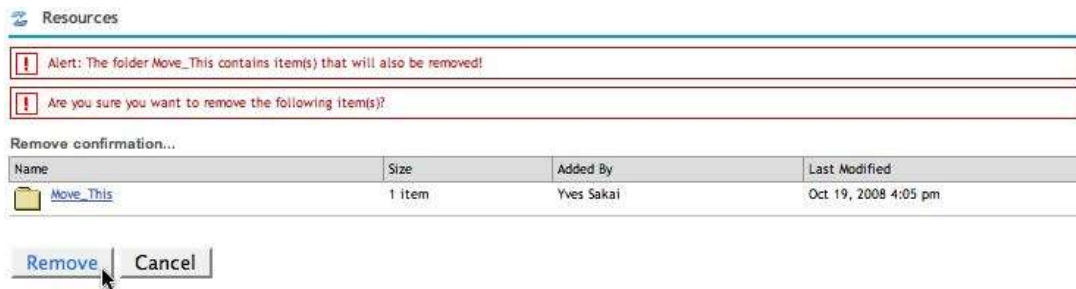 Resources
! Alert: The folder Move_This contains item(s) that will also be removed!
! Are you sure you want to remove the following item(s)?
Remove confirmation...
Name Size Added By Last Modified
Move_This 1 item Yves Sakai Oct 19, 2008 4:05 pm
Remove Cancel